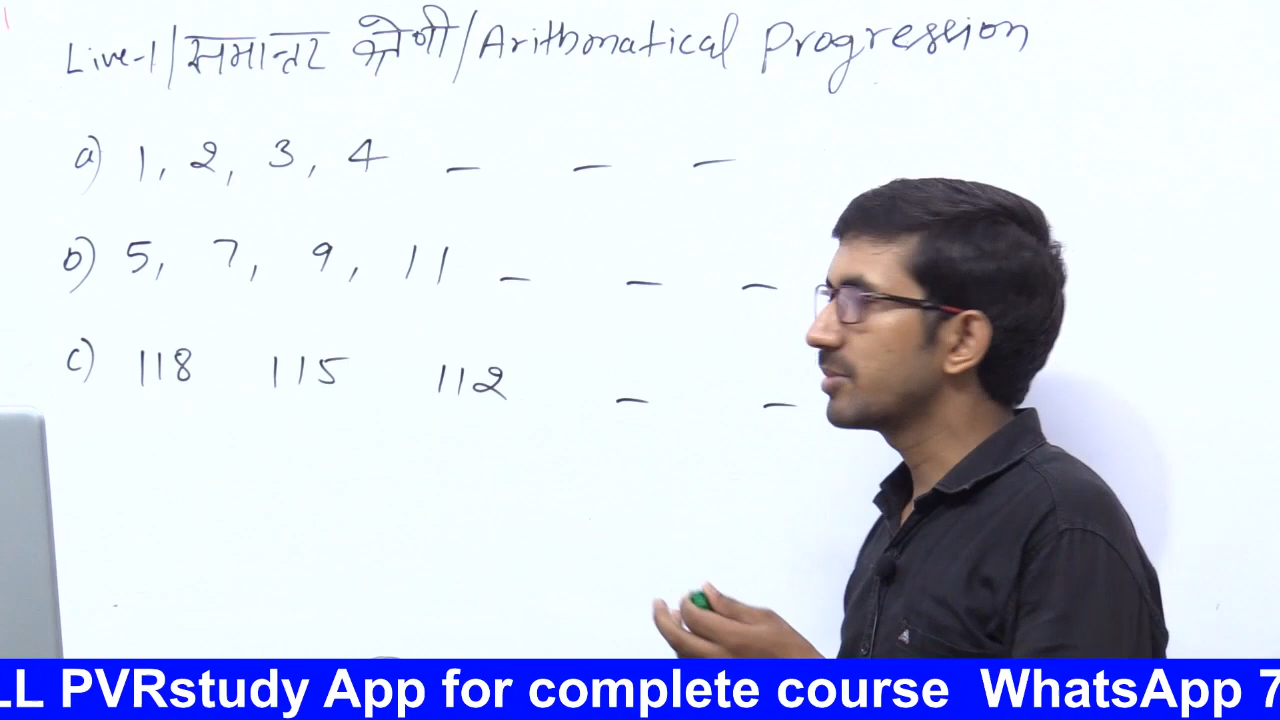 Live-1/समान्तर श्रेणी/Arithmatical Progression
a) 1, 2, 3, 4 _ _ _
b) 5, 7, 9, 11 _ _ _
c) 118 115 112 _ _
LL PVRstudy App for complete course WhatsApp 7